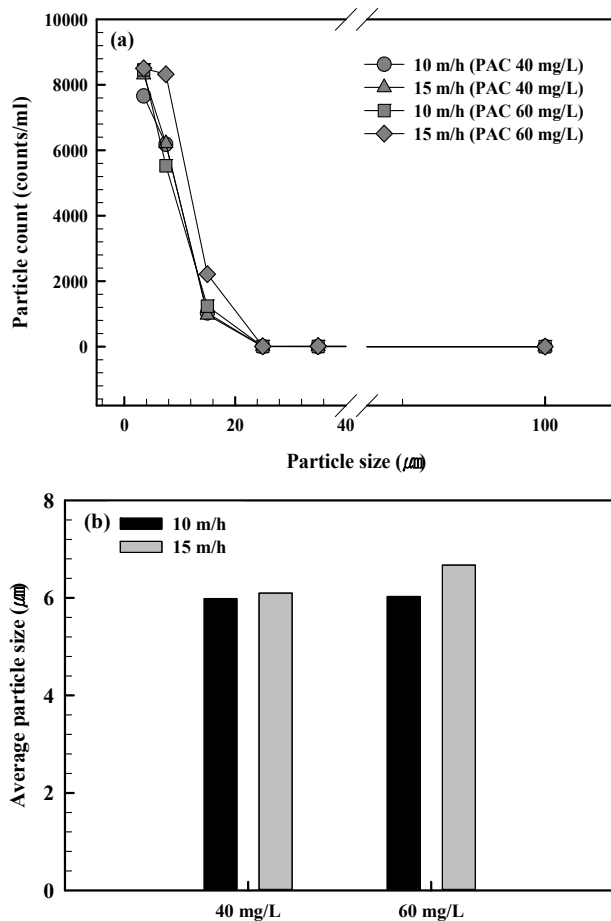 (a)
10 m/h (PAC 40 mg/L)
15 m/h (PAC 40 mg/L)
10 m/h (PAC 60 mg/L)
15 m/h (PAC 60 mg/L)
Particle count (counts/ml)
10000
8000
6000
4000
2000
0
0 20 40 100
Particle size (㎛)
(b)
10 m/h
15 m/h
Average particle size (㎛)
8
6
4
2
0
40 mg/L 60 mg/L